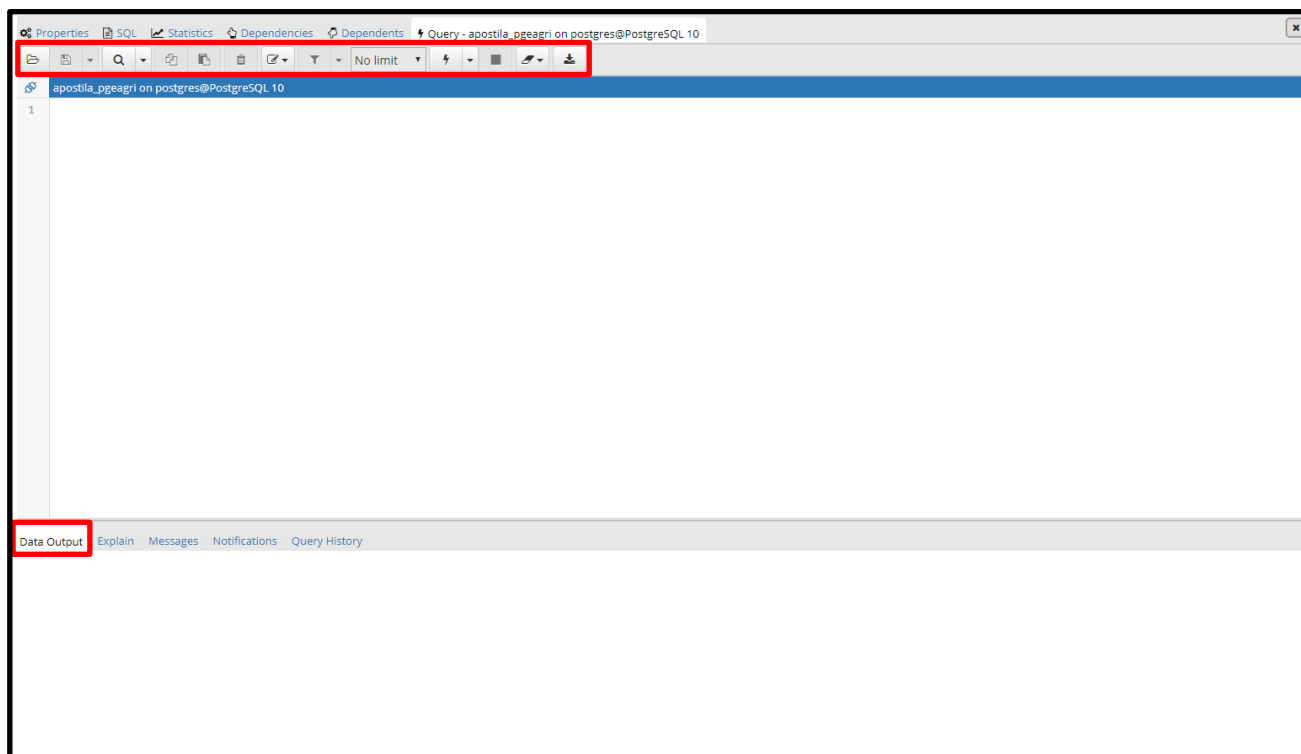 Properties SQL Statistics Dependencies Dependents Query - apostila_pgeagri on postgres@PostgreSQL 10
No limit
apostila_pgeagri on postgres@PostgreSQL 10
1
Data Output Explain Messages Notifications Query History